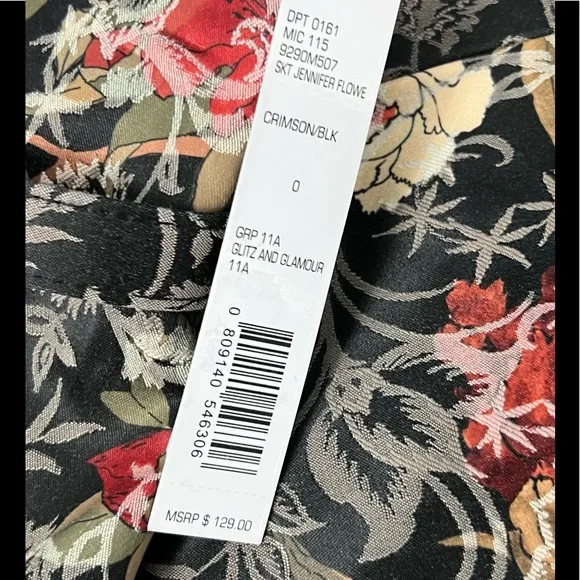 DPT 0161
MIC 115
9290M507
SKT JENNIFER FLOWE
CRIMSON/BLK
0
GRP 11A
GLITZ AND GLAMOUR
11A
0 809140 546306
MSRP $ 129.00